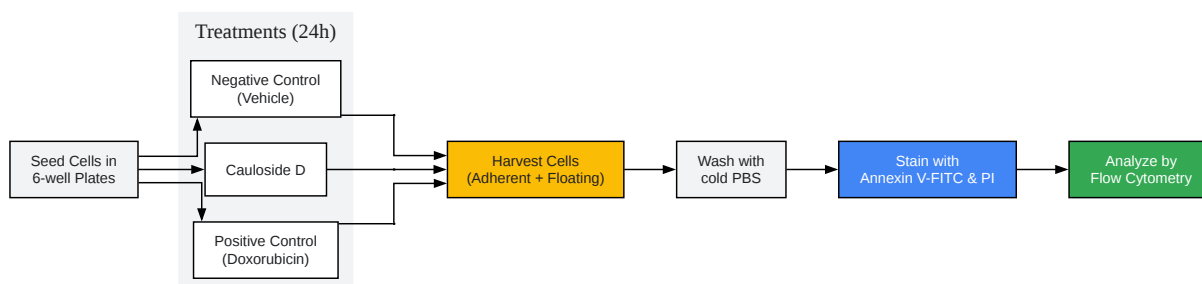 Treatments (24h)
Seed Cells in
6-well Plates
Negative Control
(Vehicle)
Cauloside D
Positive Control
(Doxorubicin)
Harvest Cells
(Adherent + Floating)
Wash with
cold PBS
Stain with
Annexin V-FITC & PI
Analyze by
Flow Cytometry